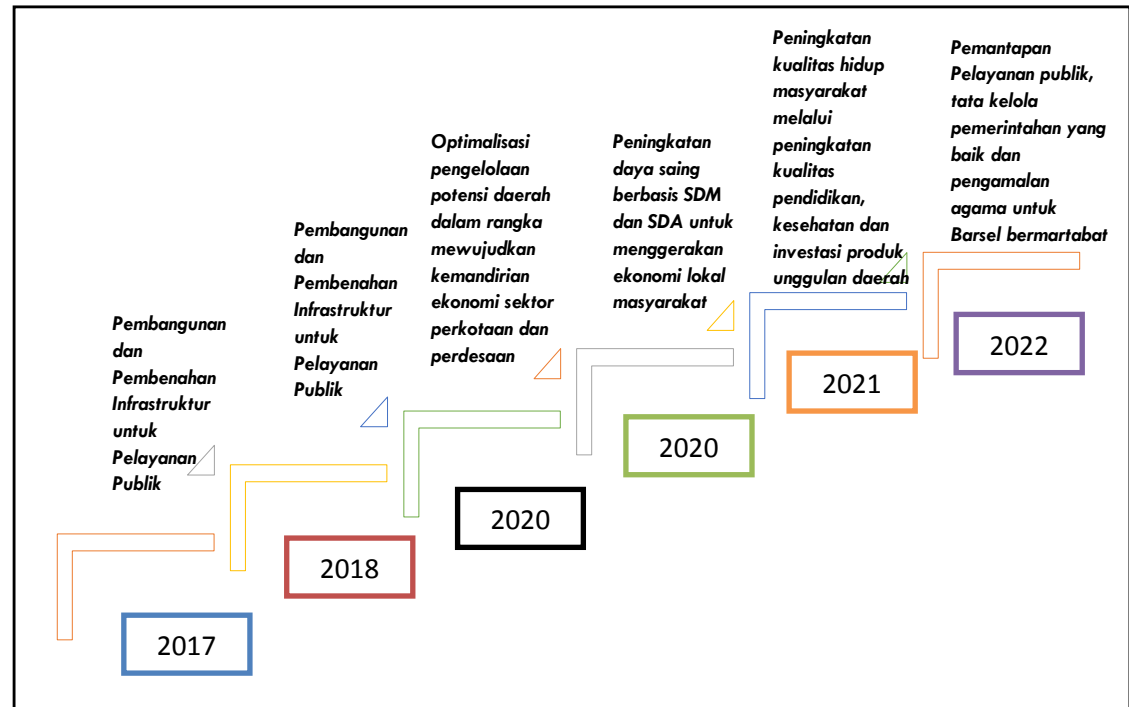 Pembangunan
dan
Pembenahan
Infrastruktur
untuk
Pelayanan
Publik
2017
Pembangunan
dan
Pembenahan
Infrastruktur
untuk
Pelayanan
Publik
2018
Optimalisasi
pengelolaan
potensi daerah
dalam rangka
mewujudkan
kemandirian
ekonomi sektor
perkotaan dan
perdesaan
2020
Peningkatan
daya saing
berbasis SDM
dan SDA untuk
menggerakan
ekonomi lokal
masyarakat
2020
Peningkatan
kualitas hidup
masyarakat
melalui
peningkatan
kualitas
pendidikan,
kesehatan dan
investasi produk
unggulan daerah
2021
Pemantapan
Pelayanan publik,
tata kelola
pemerintahan yang
baik dan
pengamalan
agama untuk
Barsel bermartabat
2022